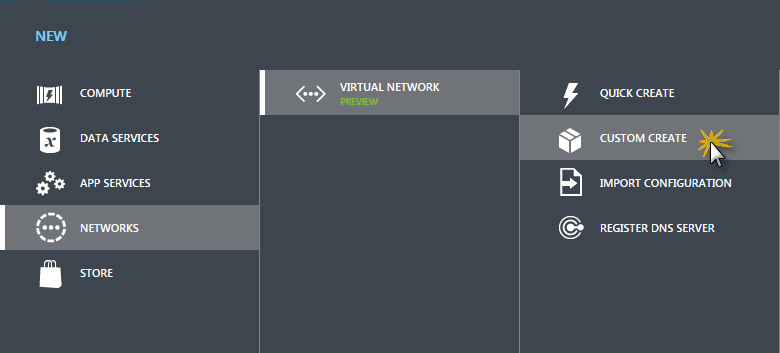 NEW
COMPUTE
DATA SERVICES
APP SERVICES
NETWORKS
STORE
VIRTUAL NETWORK
PREVIEW
QUICK CREATE
CUSTOM CREATE
IMPORT CONFIGURATION
REGISTER DNS SERVER